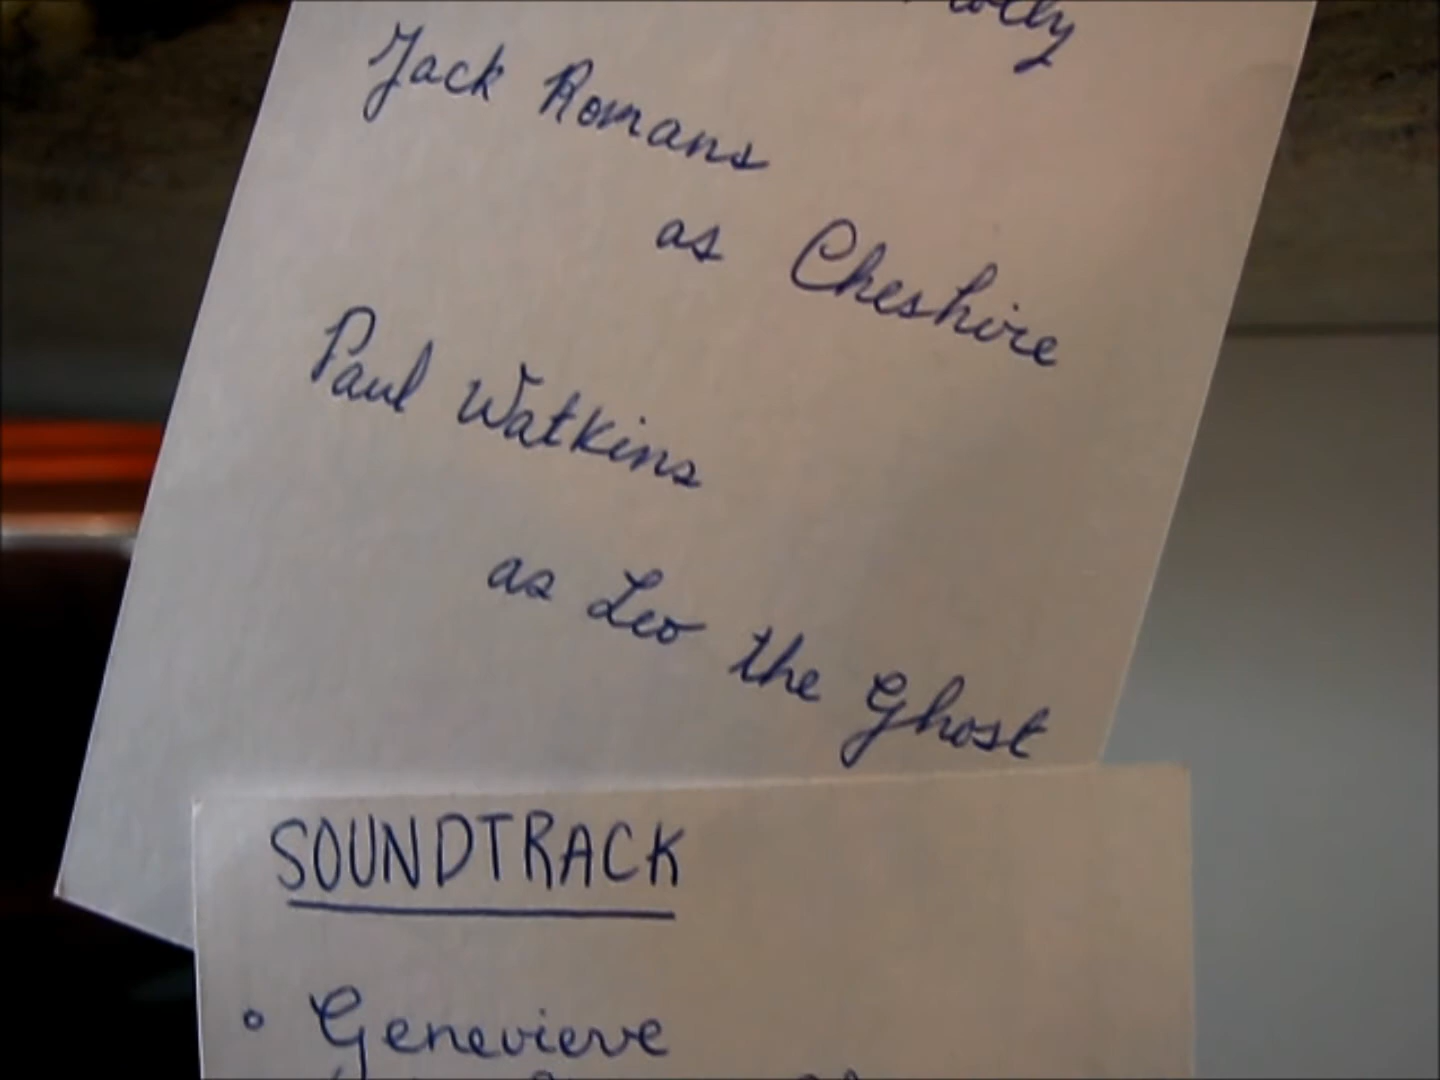 Jack Romans
as Cheshire
Paul Watkins
as Leo the Ghost
SOUNDTRACK
Genevieve